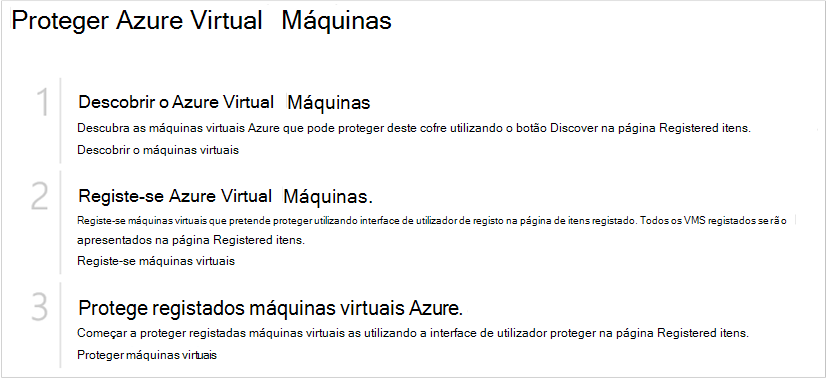 Proteger Azure Virtual Máquinas
1
Descobrir o Azure Virtual Máquinas
Descubra as máquinas virtuais Azure que pode proteger deste cofre utilizando o botão Discover na página Registered itens.
Descobrir o máquinas virtuais
2
Registe-se Azure Virtual Máquinas.
Registe-se máquinas virtuais que pretende proteger utilizando interface de utilizador de registo na página de itens registado. Todos os VMS registados serão
apresentados na página Registered itens.
Registe-se máquinas virtuais
3
Protege registados máquinas virtuais Azure.
Começar a proteger registadas máquinas virtuais as utilizando a interface de utilizador proteger na página Registered itens.
Proteger máquinas virtuais